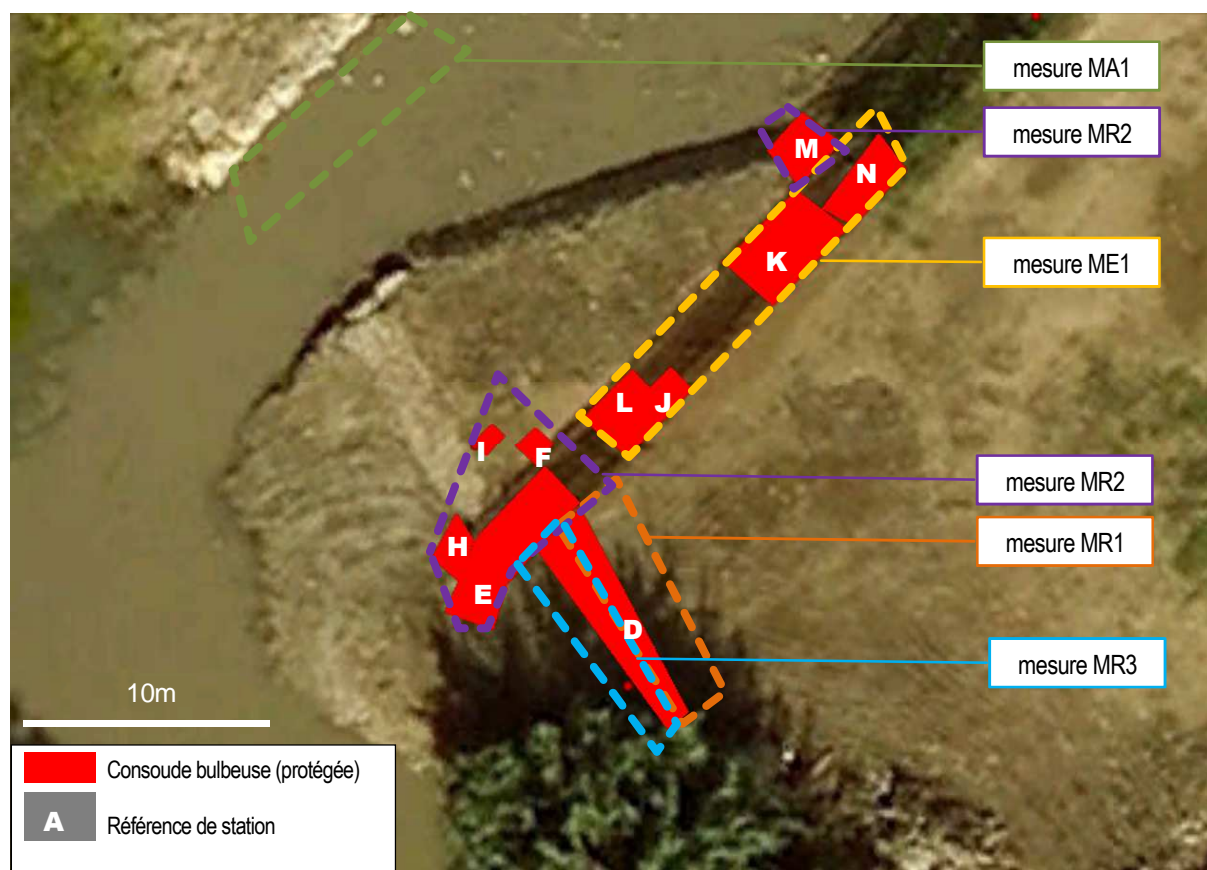 mesure MA1
mesure MR2
M
N
mesure ME1
K
L
J
I
F
mesure MR2
mesure MR1
H
E
D
mesure MR3
10m
Consoude bulbeuse (protégée)
A
Référence de station